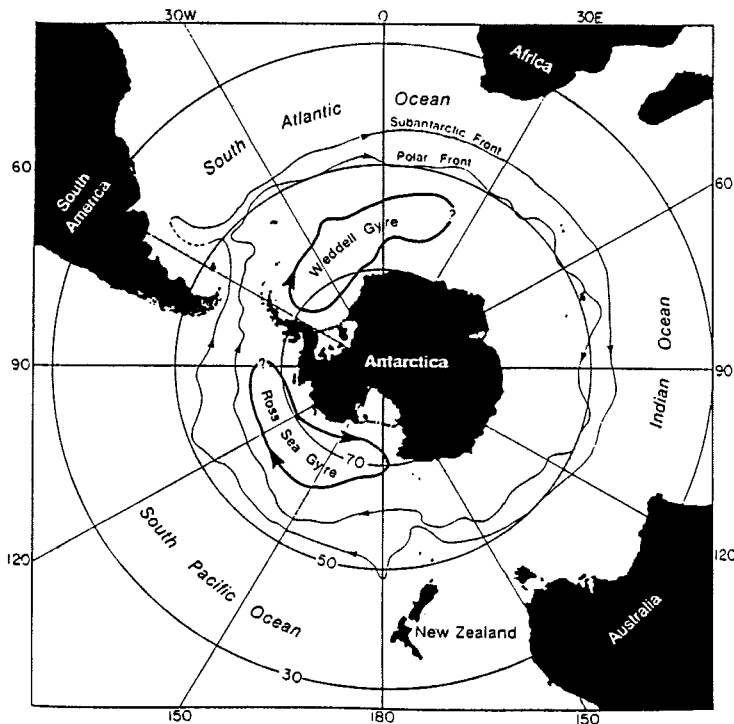 30W
0
30E
Africa
South Atlantic Ocean
Subantarctic Front
Polar Front
60
South
America
60
Weddell Gyre
?
90
Antarctica
90
?
Ross Sea Gyre
Indian Ocean
70
South Pacific Ocean
50
120
120
New Zealand
Australia
30
150
180
150